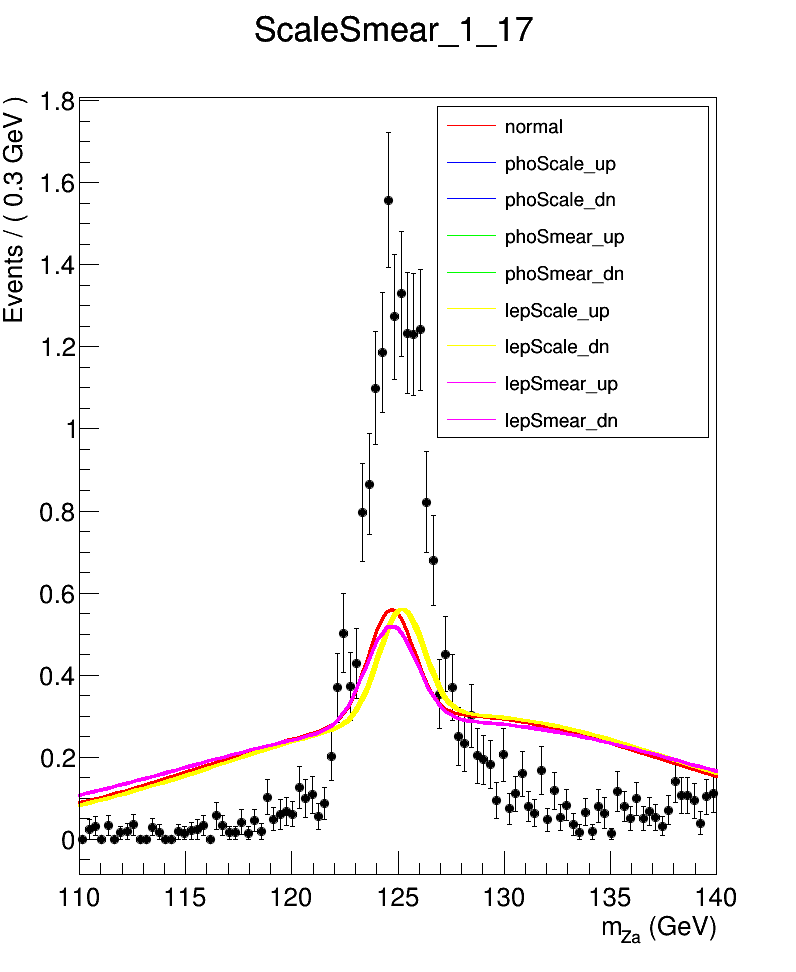 ScaleSmear_1_17
Events / ( 0.3 GeV )
1.8
1.6
1.4
1.2
1
0.8
0.6
0.4
0.2
0
normal
phoScale_up
phoScale_dn
phoSmear_up
phoSmear_dn
lepScale_up
lepScale_dn
lepSmear_up
lepSmear_dn
110 115 120 125 130 135 140
m_Za (GeV)